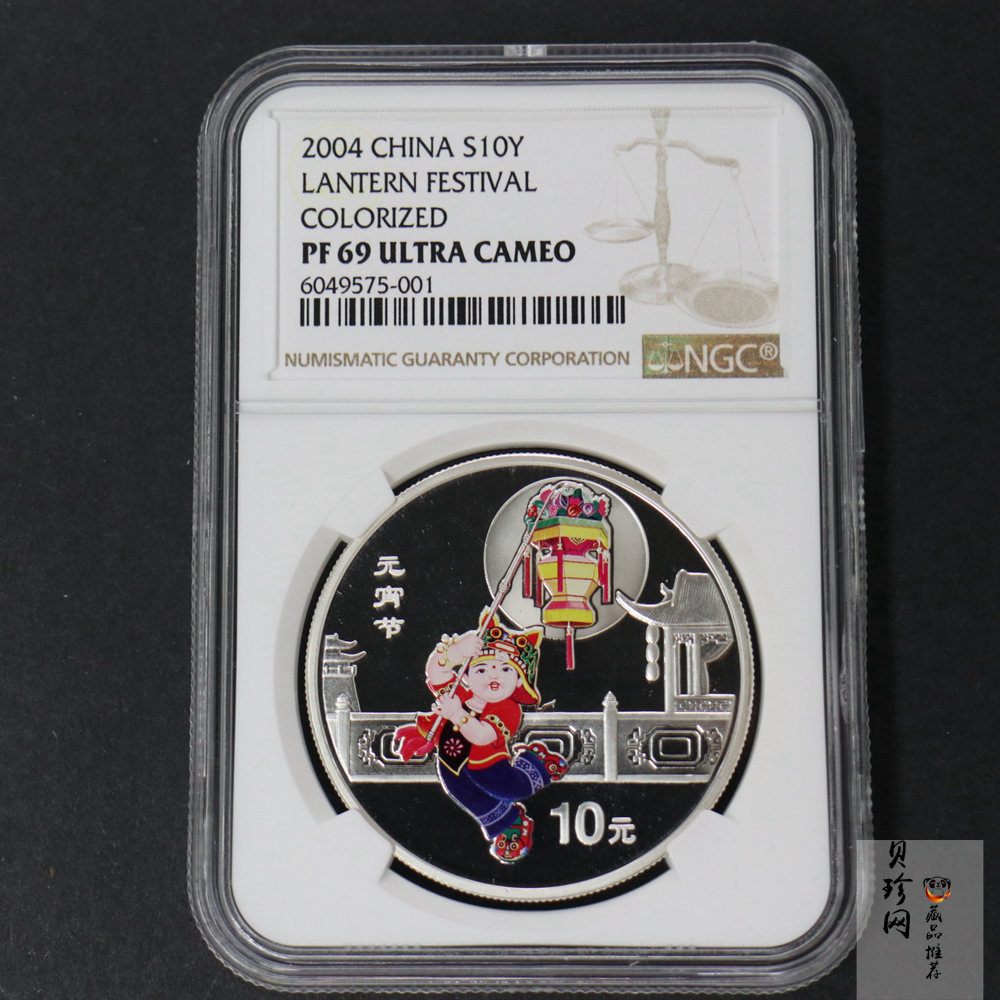 2004 CHINA S10Y
LANTERN FESTIVAL
COLORIZED
PF 69 ULTRA CAMEO
6049575-001
NUMISMATIC GUARANTY CORPORATION
NGC®
元宵节
10元
贝珍网
藏品推荐